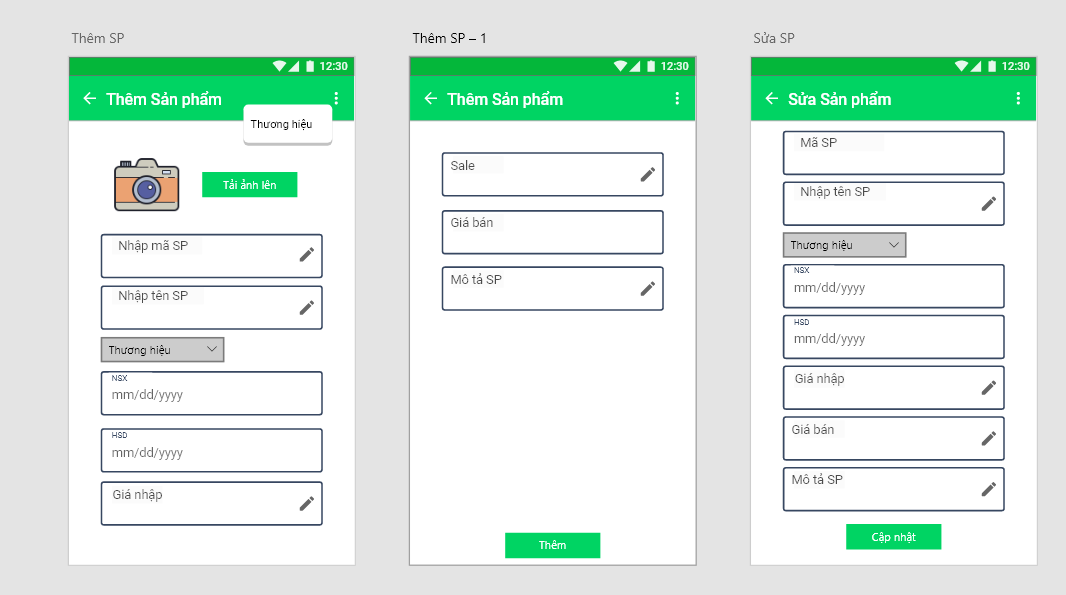 Thêm SP
12:30
Thêm Sản phẩm
Thương hiệu
Tải ảnh lên
Nhập mã SP
Nhập tên SP
Thương hiệu
NSX
mm/dd/yyyy
HSD
mm/dd/yyyy
Giá nhập
Thêm SP – 1
12:30
Thêm Sản phẩm
Sale
Giá bán
Mô tả SP
Thêm
Sửa SP
12:30
Sửa Sản phẩm
Mã SP
Nhập tên SP
Thương hiệu
NSX
mm/dd/yyyy
HSD
mm/dd/yyyy
Giá nhập
Giá bán
Mô tả SP
Cập nhật